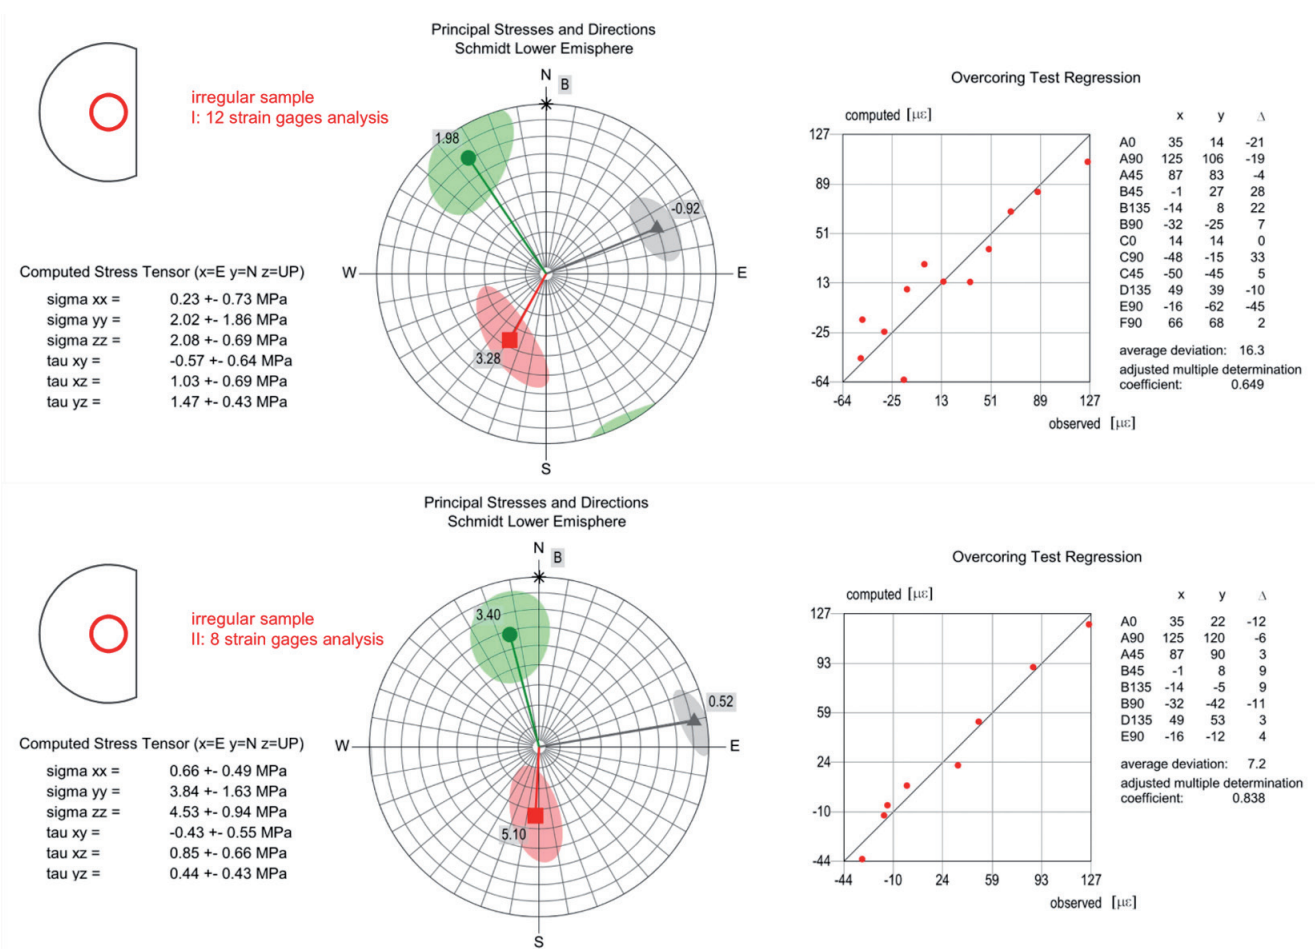 Principal Stresses and Directions
Schmidt Lower Emisphere
irregular sample
I: 12 strain gages analysis
N
B
1.98
-0.92
W
E
3.28
S
Computed Stress Tensor (x=E y=N z=UP)
sigma xx = 0.23 +- 0.73 MPa
sigma yy = 2.02 +- 1.86 MPa
sigma zz = 2.08 +- 0.69 MPa
tau xy = -0.57 +- 0.64 MPa
tau xz = 1.03 +- 0.69 MPa
tau yz = 1.47 +- 0.43 MPa
Overcoring Test Regression
computed [με]
127
89
51
13
-25
-64
-64 -25 13 51 89 127
observed [με]
x y Δ
A0 35 14 -21
A90 125 106 -19
A45 87 83 -4
B45 -1 27 28
B135 -14 8 22
B90 -32 -25 7
C0 14 14 0
C90 -48 -15 33
C45 -50 -45 5
D135 49 39 -10
E90 -16 -62 -45
F90 66 68 2
average deviation: 16.3
adjusted multiple determination
coefficient: 0.649
Principal Stresses and Directions
Schmidt Lower Emisphere
irregular sample
II: 8 strain gages analysis
N
B
3.40
0.52
W
E
5.10
S
Computed Stress Tensor (x=E y=N z=UP)
sigma xx = 0.66 +- 0.49 MPa
sigma yy = 3.84 +- 1.63 MPa
sigma zz = 4.53 +- 0.94 MPa
tau xy = -0.43 +- 0.55 MPa
tau xz = 0.85 +- 0.66 MPa
tau yz = 0.44 +- 0.43 MPa
Overcoring Test Regression
computed [με]
127
93
59
24
-10
-44
-44 -10 24 59 93 127
observed [με]
x y Δ
A0 35 22 -12
A90 125 120 -6
A45 87 90 3
B45 -1 8 9
B135 -14 -5 9
B90 -32 -42 -11
D135 49 53 3
E90 -16 -12 4
average deviation: 7.2
adjusted multiple determination
coefficient: 0.838